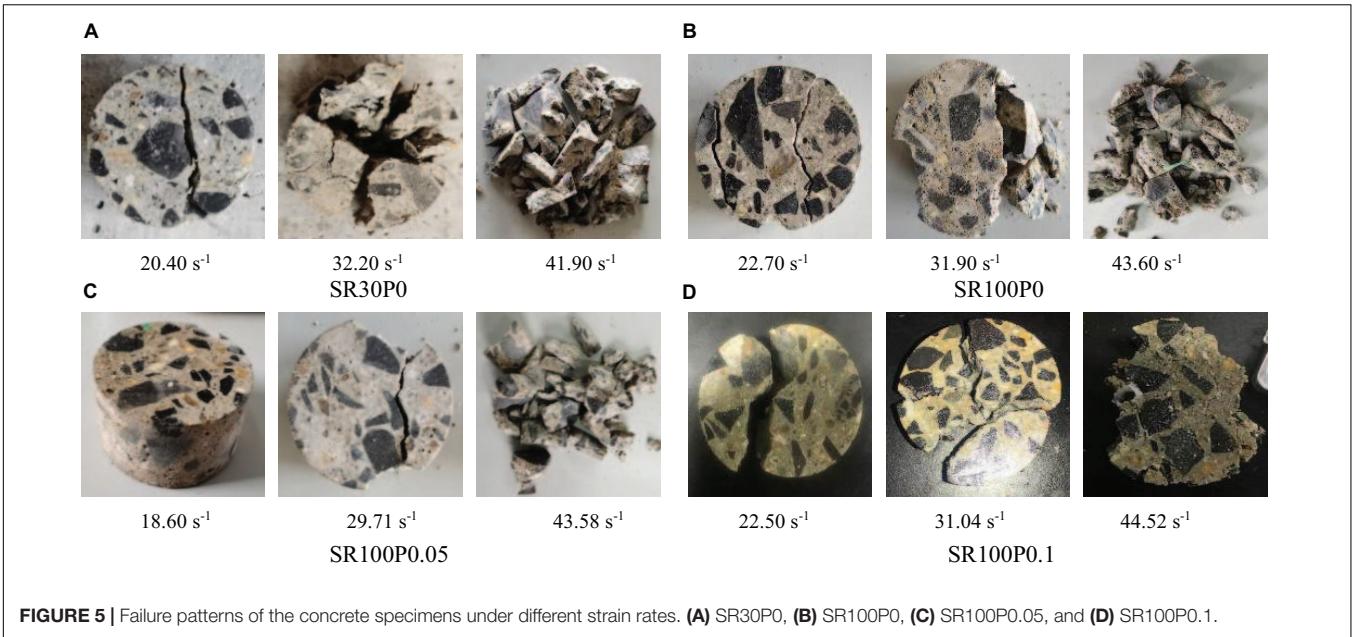 A
B
20.40 s⁻¹ 32.20 s⁻¹ 41.90 s⁻¹ 22.70 s⁻¹ 31.90 s⁻¹ 43.60 s⁻¹
SR30P0 SR100P0
C
D
18.60 s⁻¹ 29.71 s⁻¹ 43.58 s⁻¹ 22.50 s⁻¹ 31.04 s⁻¹ 44.52 s⁻¹
SR100P0.05 SR100P0.1
FIGURE 5 | Failure patterns of the concrete specimens under different strain rates. (A) SR30P0, (B) SR100P0, (C) SR100P0.05, and (D) SR100P0.1.